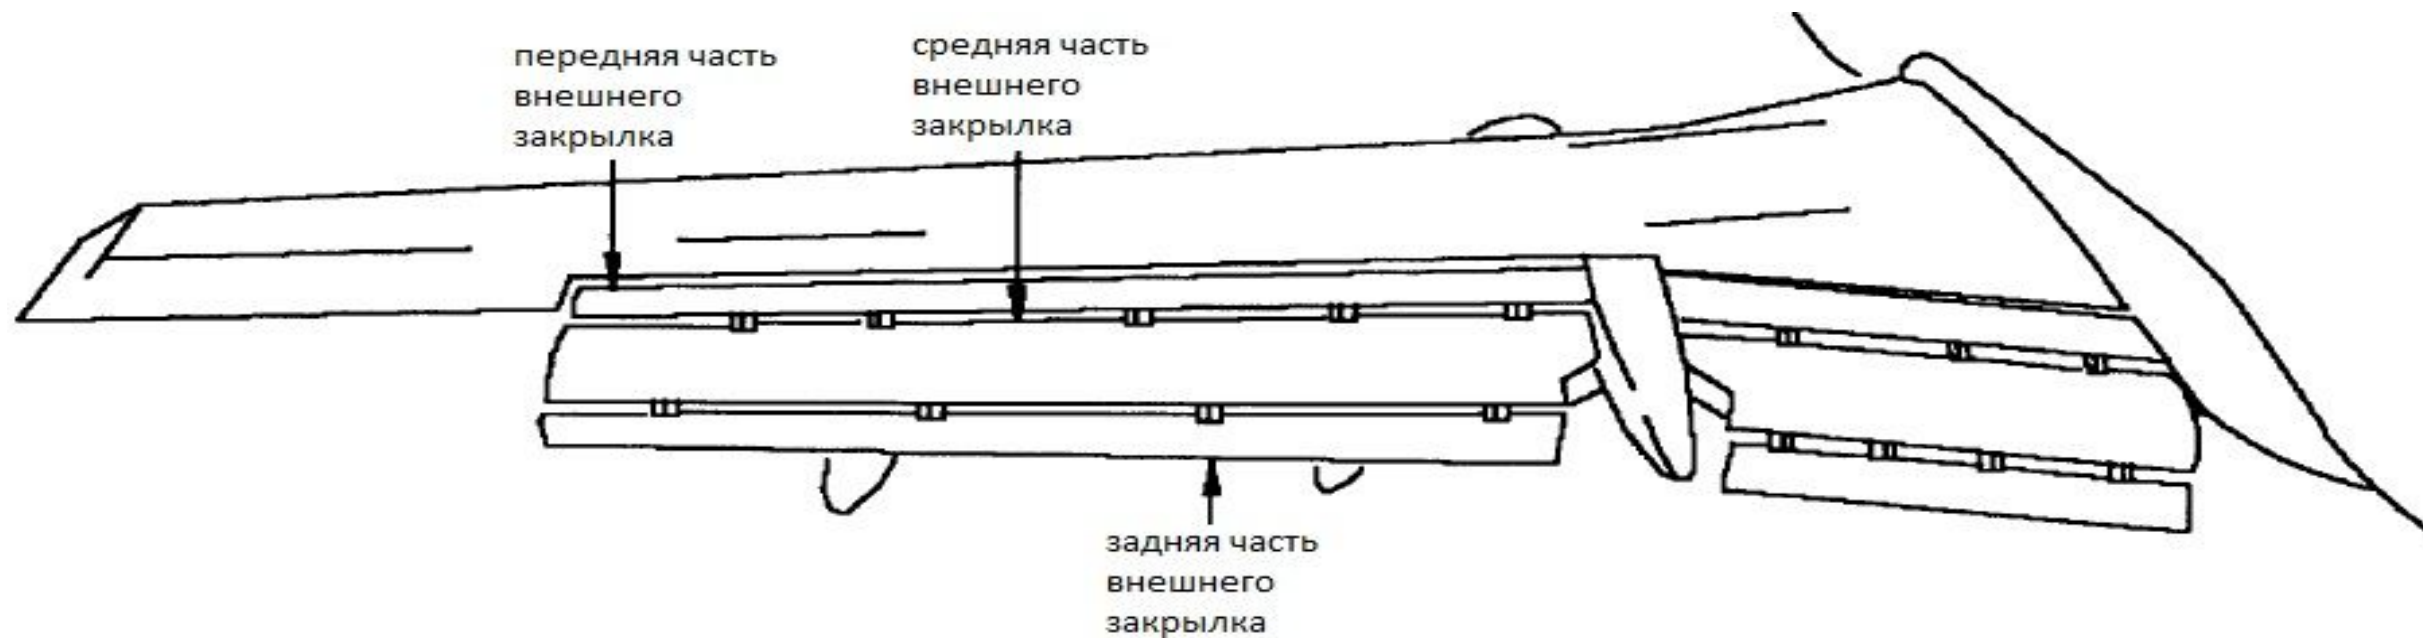 передняя часть
внешнего
закрылка
средняя часть
внешнего
закрылка
задняя часть
внешнего
закрылка